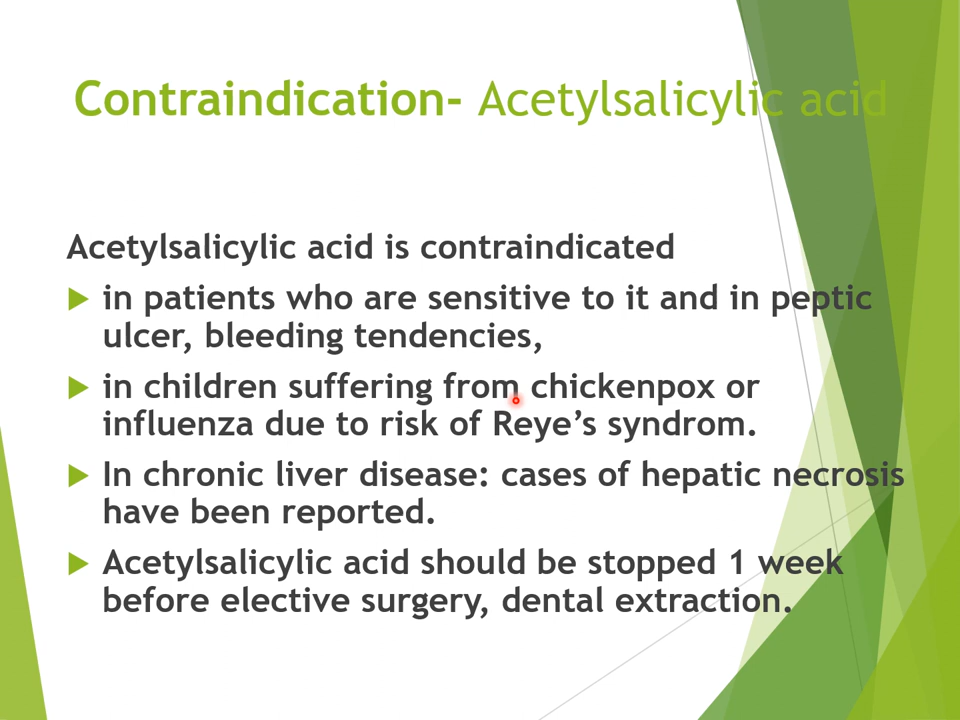 Contraindication- Acetylsalicylic acid
Acetylsalicylic acid is contraindicated
in patients who are sensitive to it and in peptic
ulcer, bleeding tendencies,
in children suffering from chickenpox or
influenza due to risk of Reye’s syndrom.
In chronic liver disease: cases of hepatic necrosis
have been reported.
Acetylsalicylic acid should be stopped 1 week
before elective surgery, dental extraction.